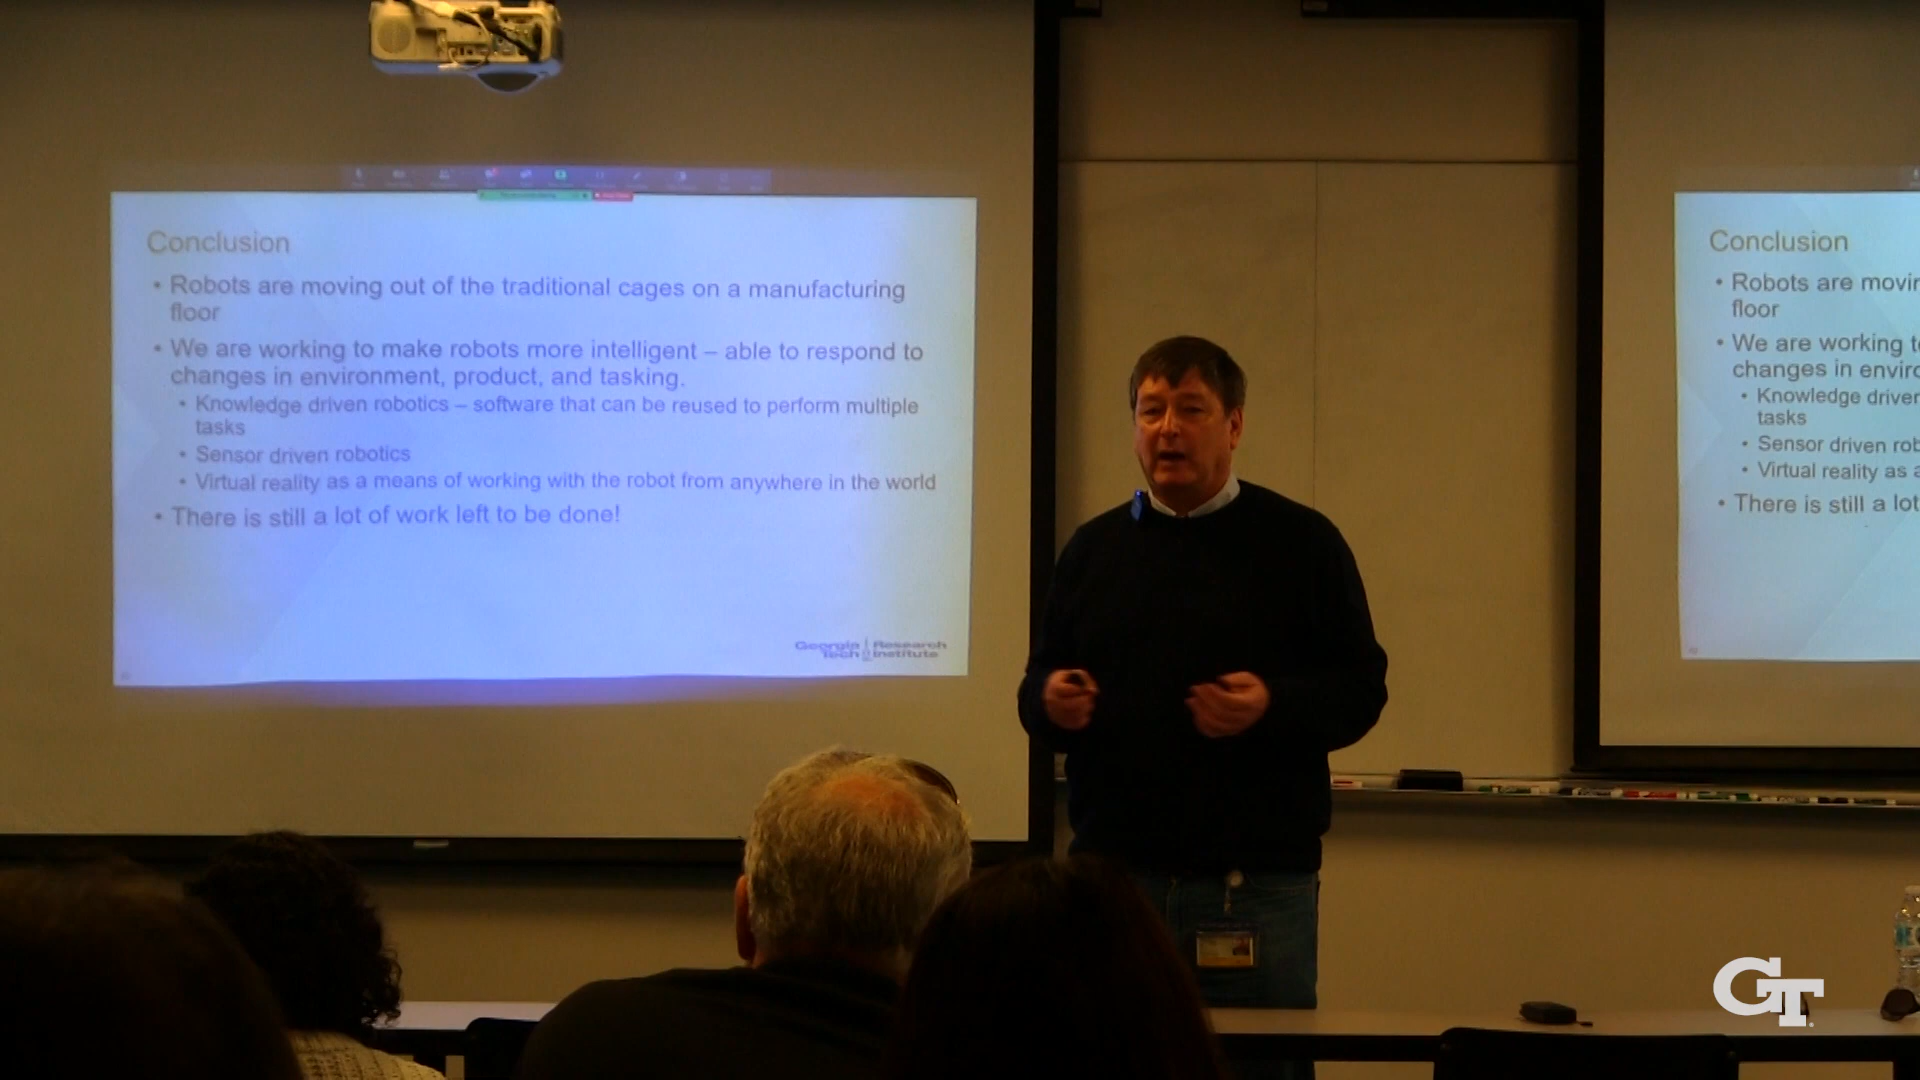 Conclusion
• Robots are moving out of the traditional cages on a manufacturing
floor
• We are working to make robots more intelligent – able to respond to
changes in environment, product, and tasking.
• Knowledge driven robotics – software that can be reused to perform multiple
tasks
• Sensor driven robotics
• Virtual reality as a means of working with the robot from anywhere in the world
• There is still a lot of work left to be done!
Georgia Research
Tech Institute
Conclusion
• Robots are movin
floor
• We are working to
changes in enviro
• Knowledge driven
tasks
• Sensor driven rob
• Virtual reality as a
• There is still a lot
GT